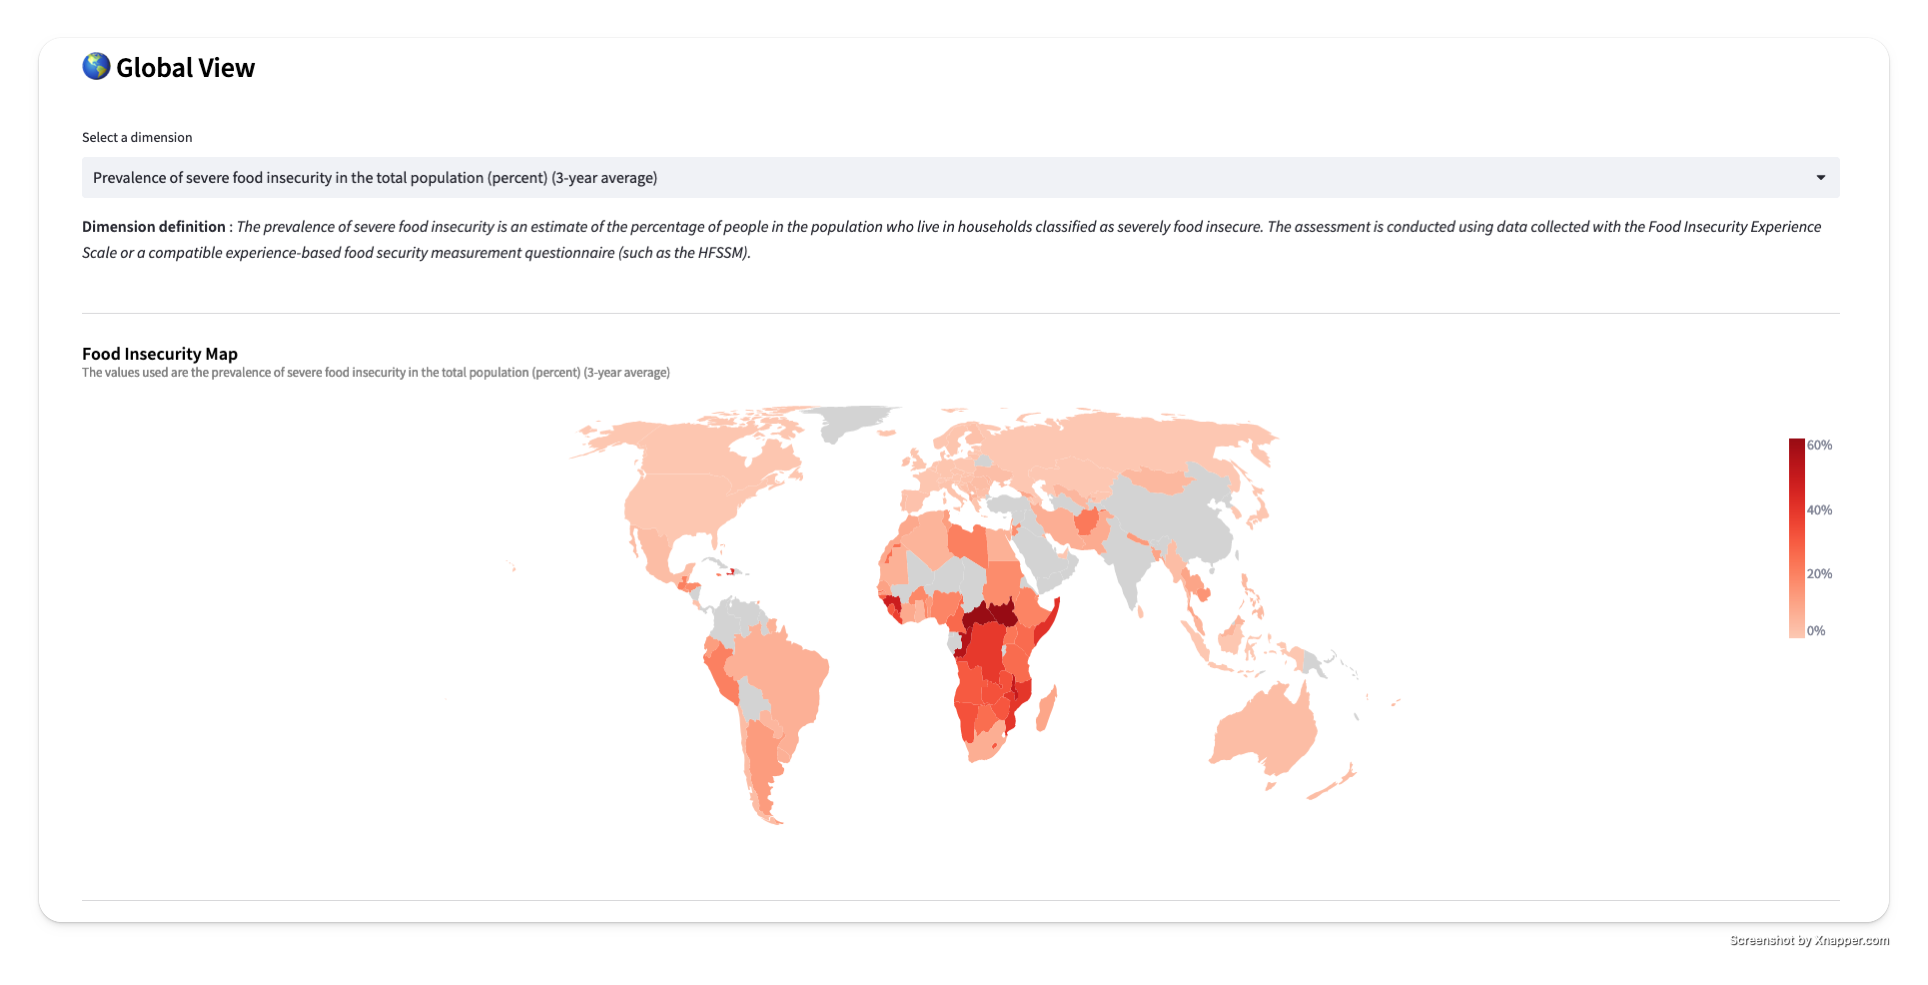 Global View
Select a dimension
Prevalence of severe food insecurity in the total population (percent) (3-year average)
Dimension definition : The prevalence of severe food insecurity is an estimate of the percentage of people in the population who live in households classified as severely food insecure. The assessment is conducted using data collected with the Food Insecurity Experience
Scale or a compatible experience-based food security measurement questionnaire (such as the HFSSM).
Food Insecurity Map
The values used are the prevalence of severe food insecurity in the total population (percent) (3-year average)
60%
40%
20%
0%
Screenshot by Xnapper.com